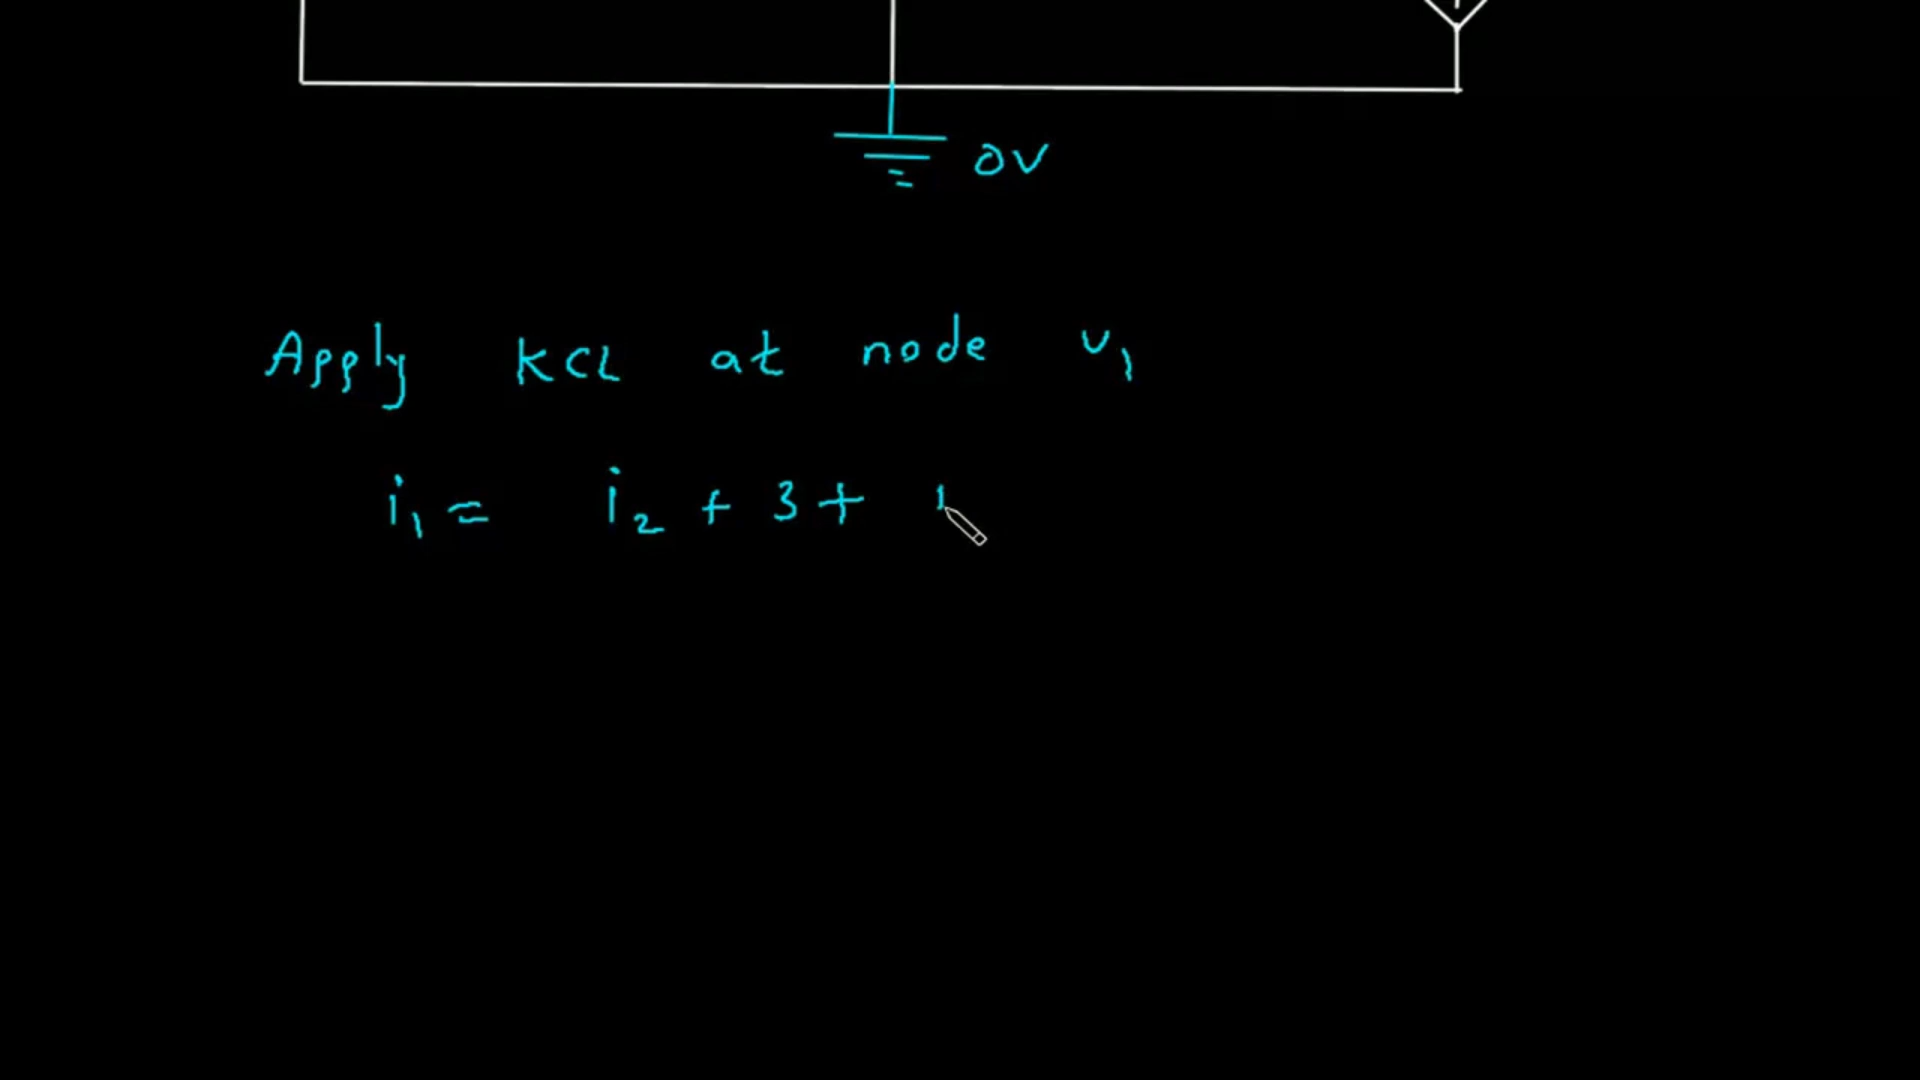 0V
Apply KCL at node v₁
i₁ = i₂ + 3 +